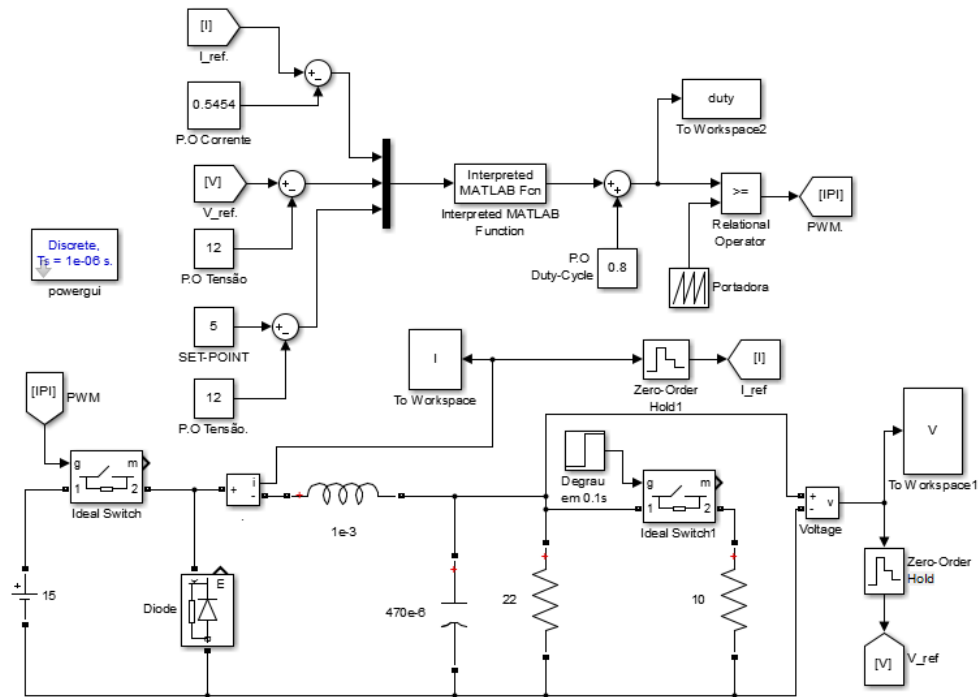 [I]
I_ref.
+
−
0.5454
P.O Corrente
[V]
V_ref.
+
−
12
P.O Tensão
5
SET-POINT
+
−
12
P.O Tensão.
Interpreted
MATLAB Fcn
Interpreted MATLAB
Function
+
+
P.O
Duty-Cycle
0.8
duty
To Workspace2
>=
Relational
Operator
[IPI]
PWM.
Portadora
Discrete,
Ts = 1e-06 s.
powergui
I
To Workspace
Zero-Order
Hold1
[I]
I_ref
[IPI]
PWM
g
m
1
2
Ideal Switch
+
i
-
.
1e-3
Degrau
em 0.1s
g
m
1
2
Ideal Switch1
+
-
v
Voltage
V
To Workspace1
Zero-Order
Hold
[V]
V_ref
+
15
Diode
k
m
a
+
470e-6
+
22
+
10